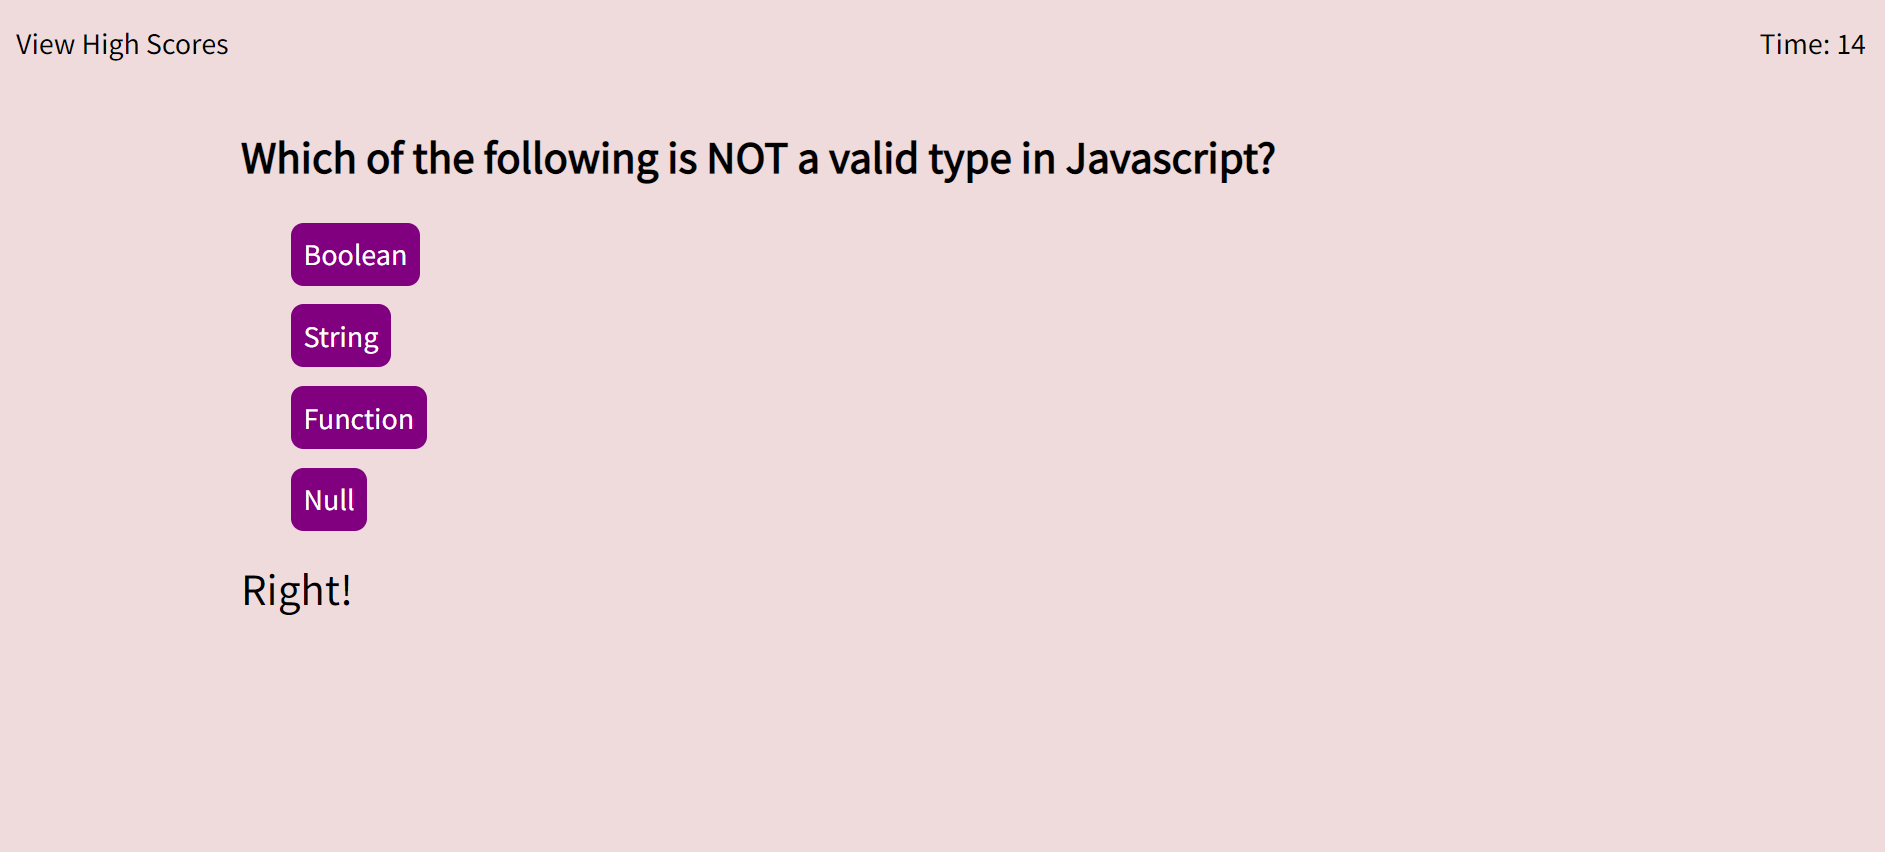 View High Scores
Time: 14
Which of the following is NOT a valid type in Javascript?
Boolean
String
Function
Null
Right!